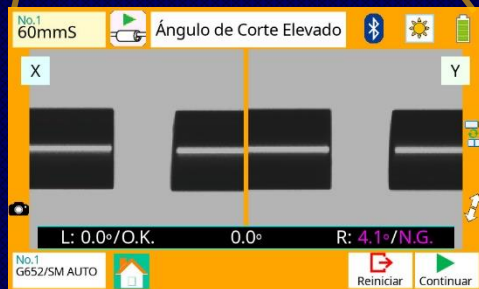 No.1
60mmS
Ángulo de Corte Elevado
X
Y
L: 0.0°/O.K.
0.0°
R: 4.1°/N.G.
No.1
G652/SM AUTO
Reiniciar
Continuar